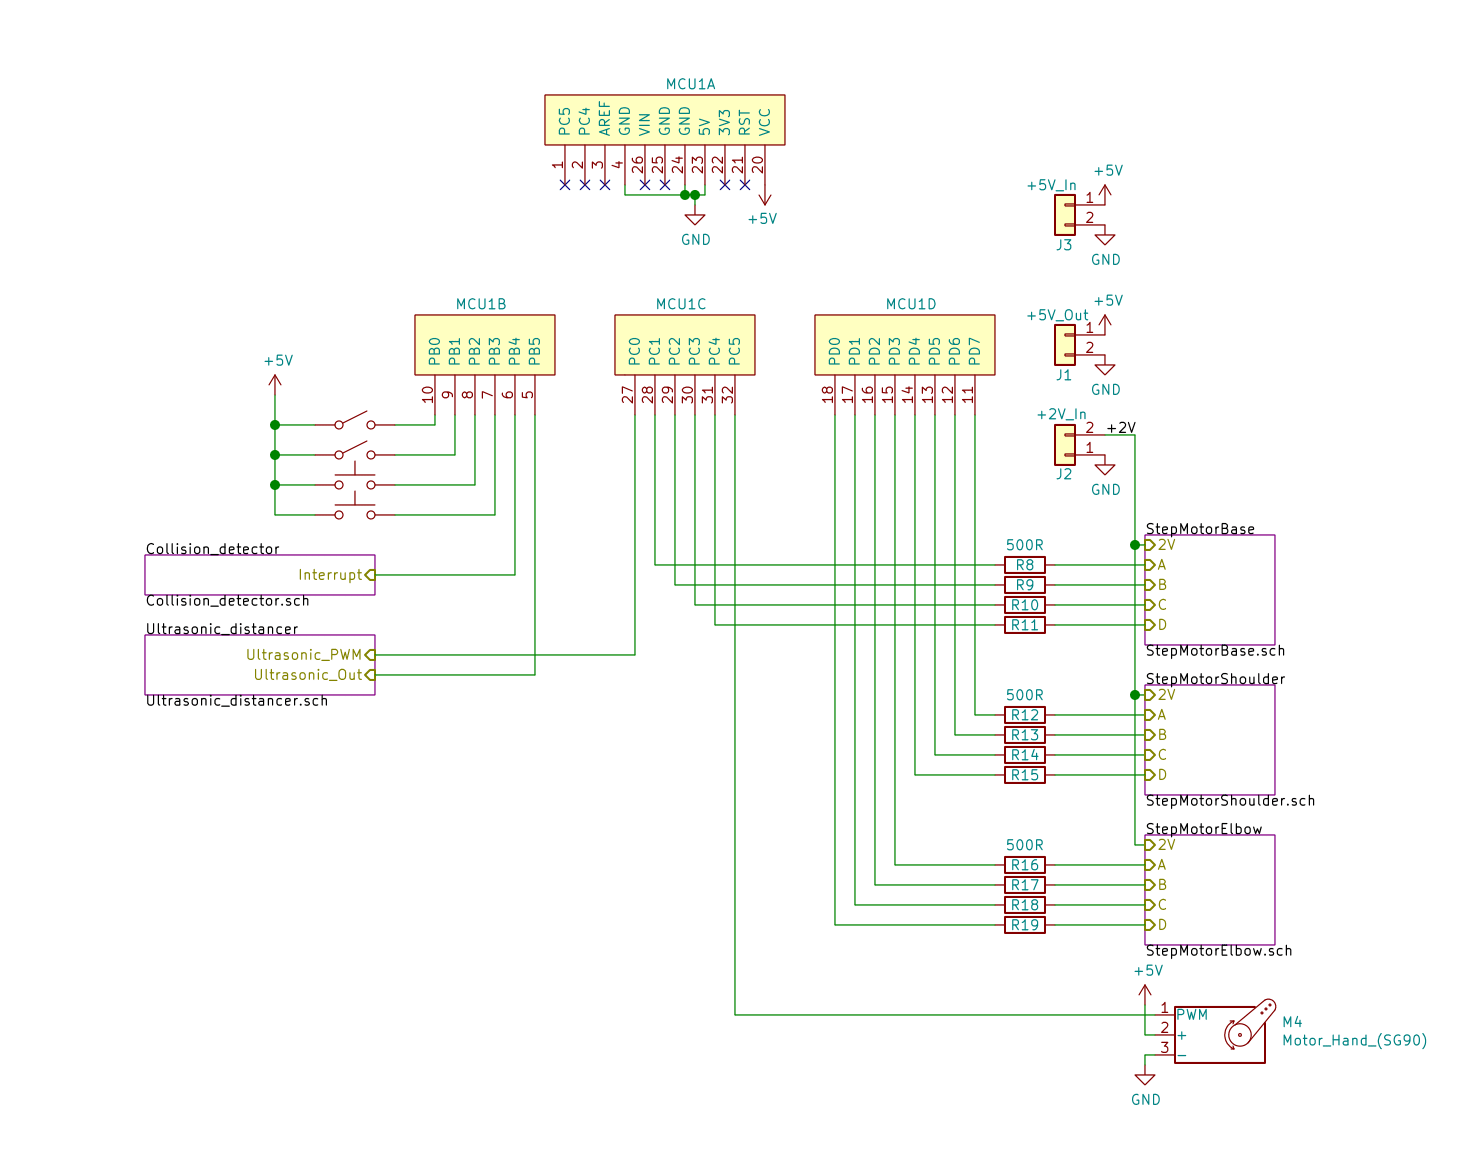 MCU1A
PC5 PC4 AREF GND VIN GND GND 5V 3V3 RST VCC
1 2 3 4 26 25 24 23 22 21 20
+5V
GND
+5V_In
+5V
1
2
J3
GND
+5V_Out
+5V
1
2
J1
GND
+2V_In
2 +2V
1
J2
GND
MCU1B
PB0 PB1 PB2 PB3 PB4 PB5
10 9 8 7 6 5
MCU1C
PC0 PC1 PC2 PC3 PC4 PC5
27 28 29 30 31 32
MCU1D
PD0 PD1 PD2 PD3 PD4 PD5 PD6 PD7
18 17 16 15 14 13 12 11
+5V
Collision_detector
Interrupt
Collision_detector.sch
Ultrasonic_distancer
Ultrasonic_PWM
Ultrasonic_Out
Ultrasonic_distancer.sch
500R
R8
R9
R10
R11
StepMotorBase
2V
A
B
C
D
StepMotorBase.sch
500R
R12
R13
R14
R15
StepMotorShoulder
2V
A
B
C
D
StepMotorShoulder.sch
500R
R16
R17
R18
R19
StepMotorElbow
2V
A
B
C
D
StepMotorElbow.sch
+5V
1 PWM
2 +
3 −
M4
Motor_Hand_(SG90)
GND